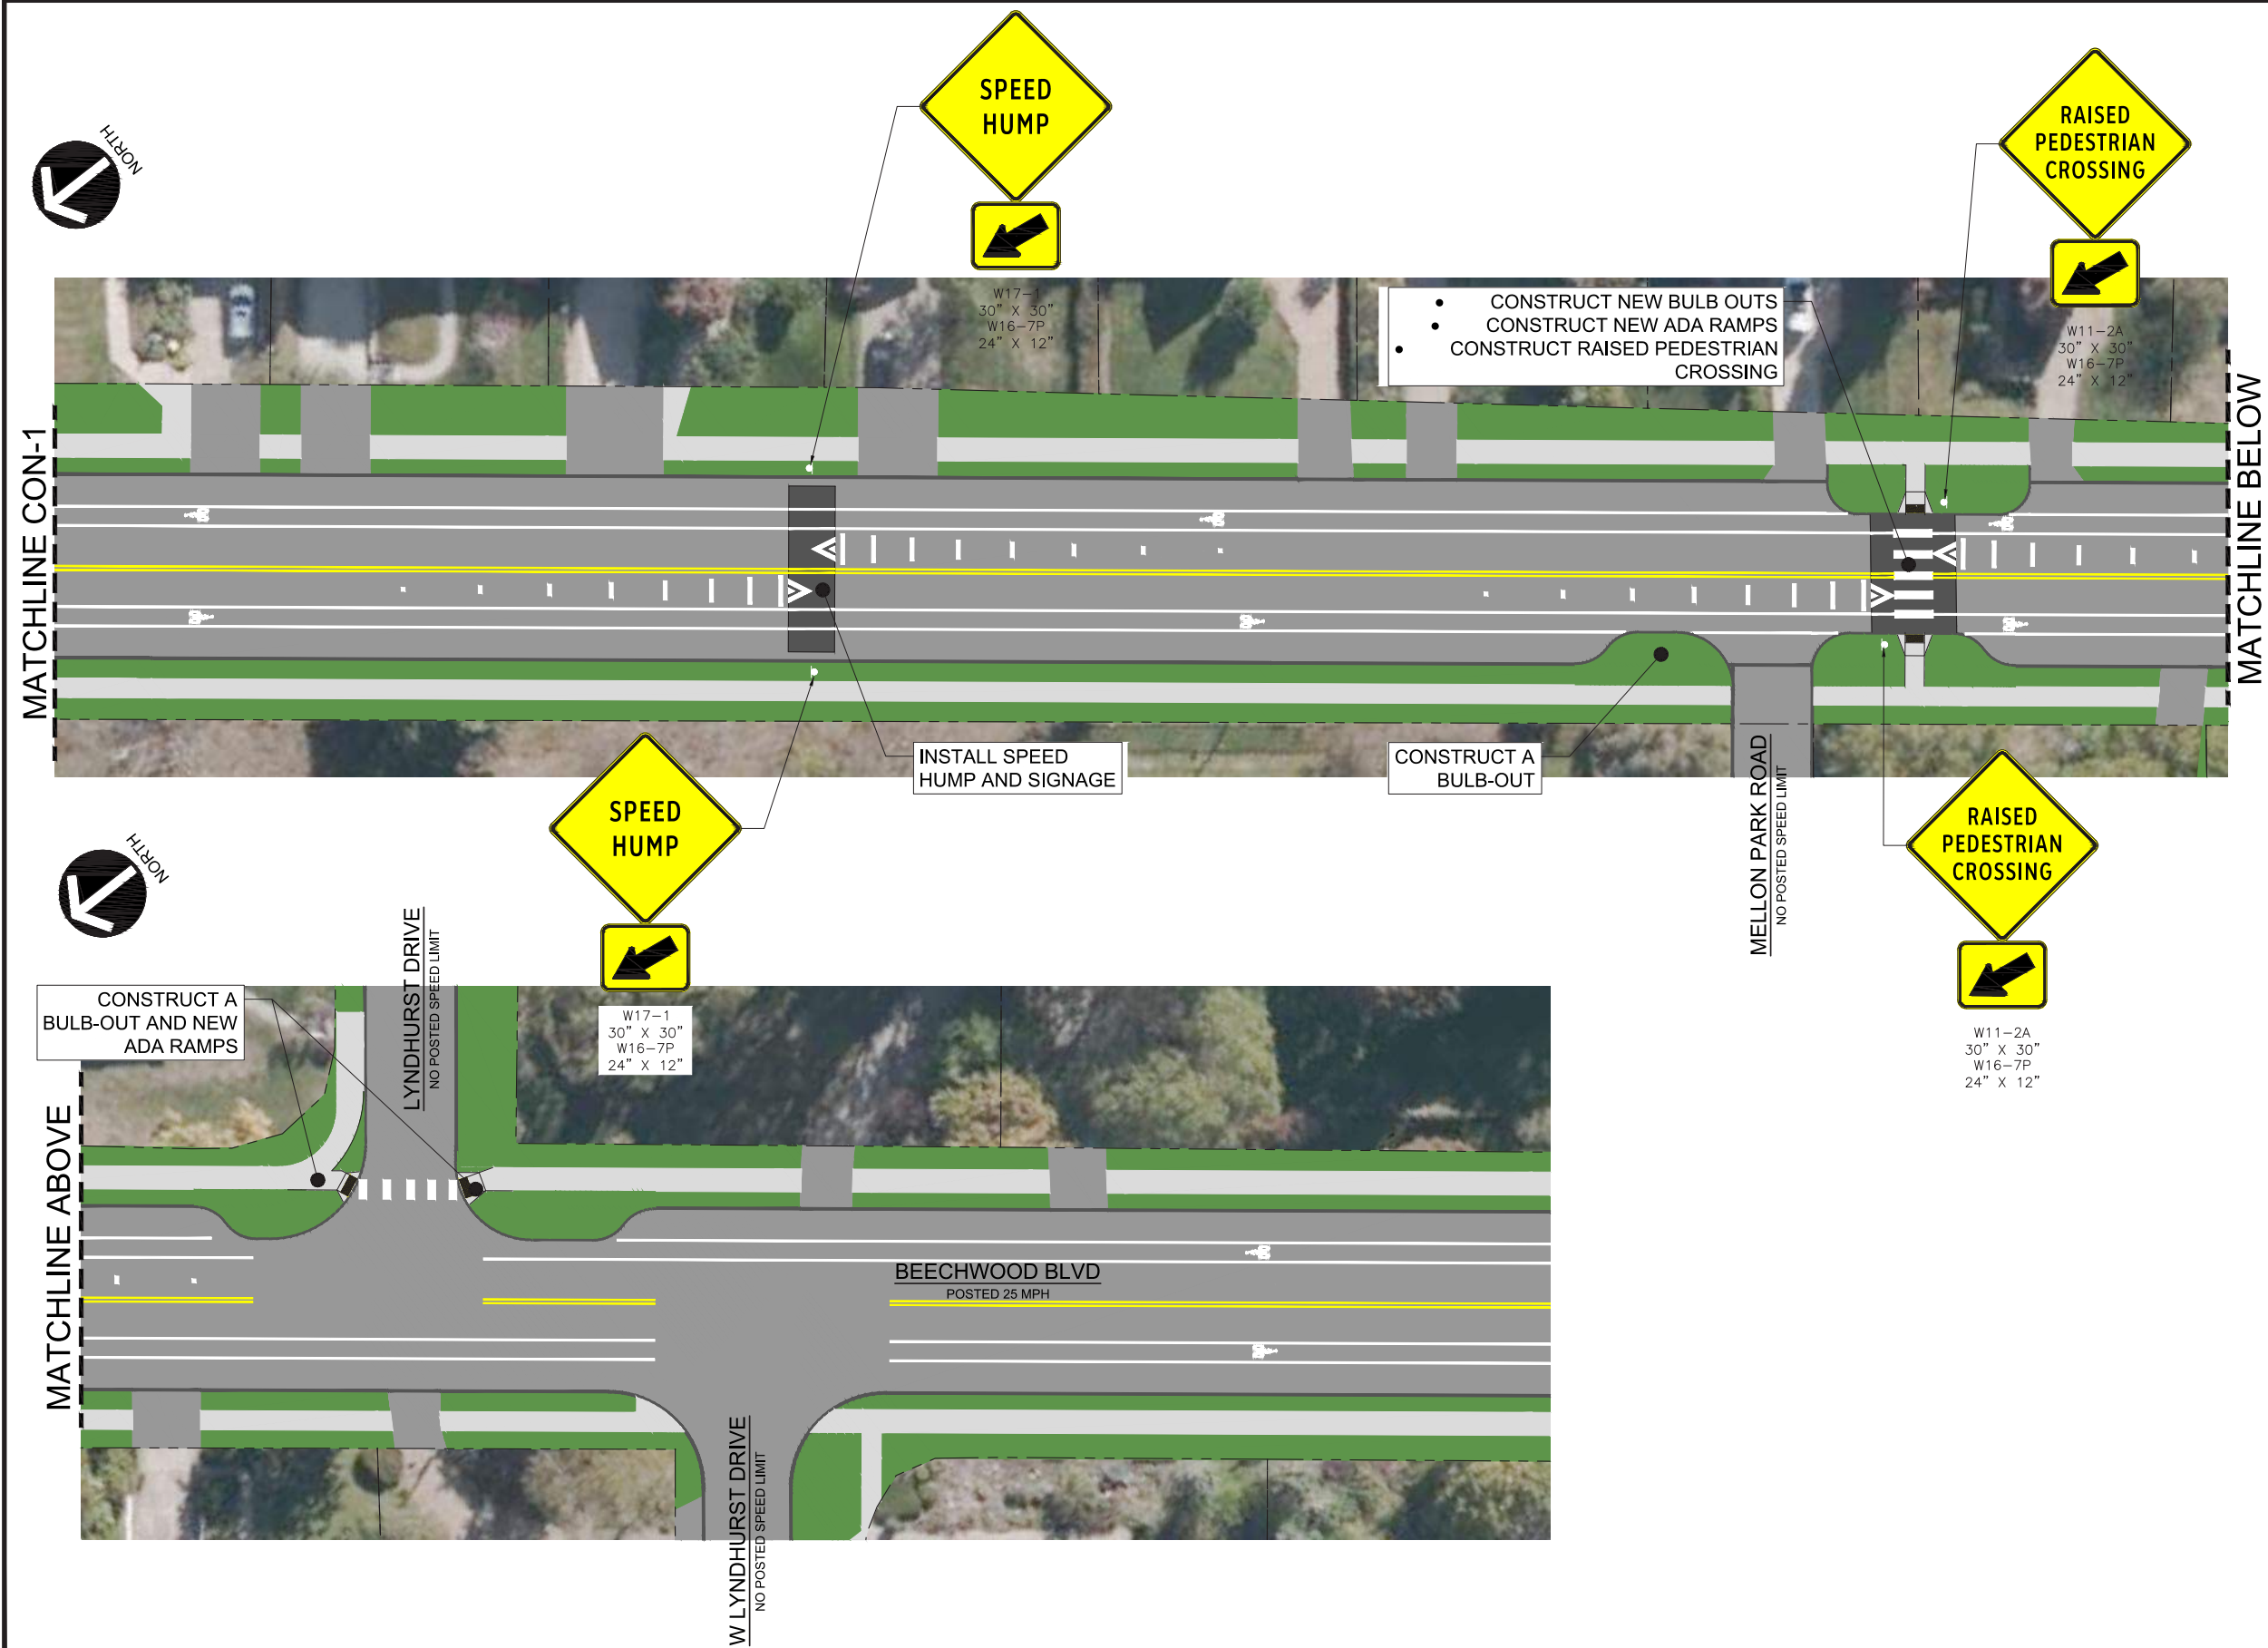 SPEED
HUMP
W17-1
30" X 30"
W16-7P
24" X 12"
RAISED
PEDESTRIAN
CROSSING
W11-2A
30" X 30"
W16-7P
24" X 12"
NORTH
• CONSTRUCT NEW BULB OUTS
• CONSTRUCT NEW ADA RAMPS
• CONSTRUCT RAISED PEDESTRIAN
CROSSING
MATCHLINE CON-1
MATCHLINE BELOW
INSTALL SPEED
HUMP AND SIGNAGE
CONSTRUCT A
BULB-OUT
MELLON PARK ROAD
NO POSTED SPEED LIMIT
SPEED
HUMP
W17-1
30" X 30"
W16-7P
24" X 12"
RAISED
PEDESTRIAN
CROSSING
W11-2A
30" X 30"
W16-7P
24" X 12"
NORTH
CONSTRUCT A
BULB-OUT AND NEW
ADA RAMPS
LYNDHURST DRIVE
NO POSTED SPEED LIMIT
MATCHLINE ABOVE
BEECHWOOD BLVD
POSTED 25 MPH
W LYNDHURST DRIVE
NO POSTED SPEED LIMIT